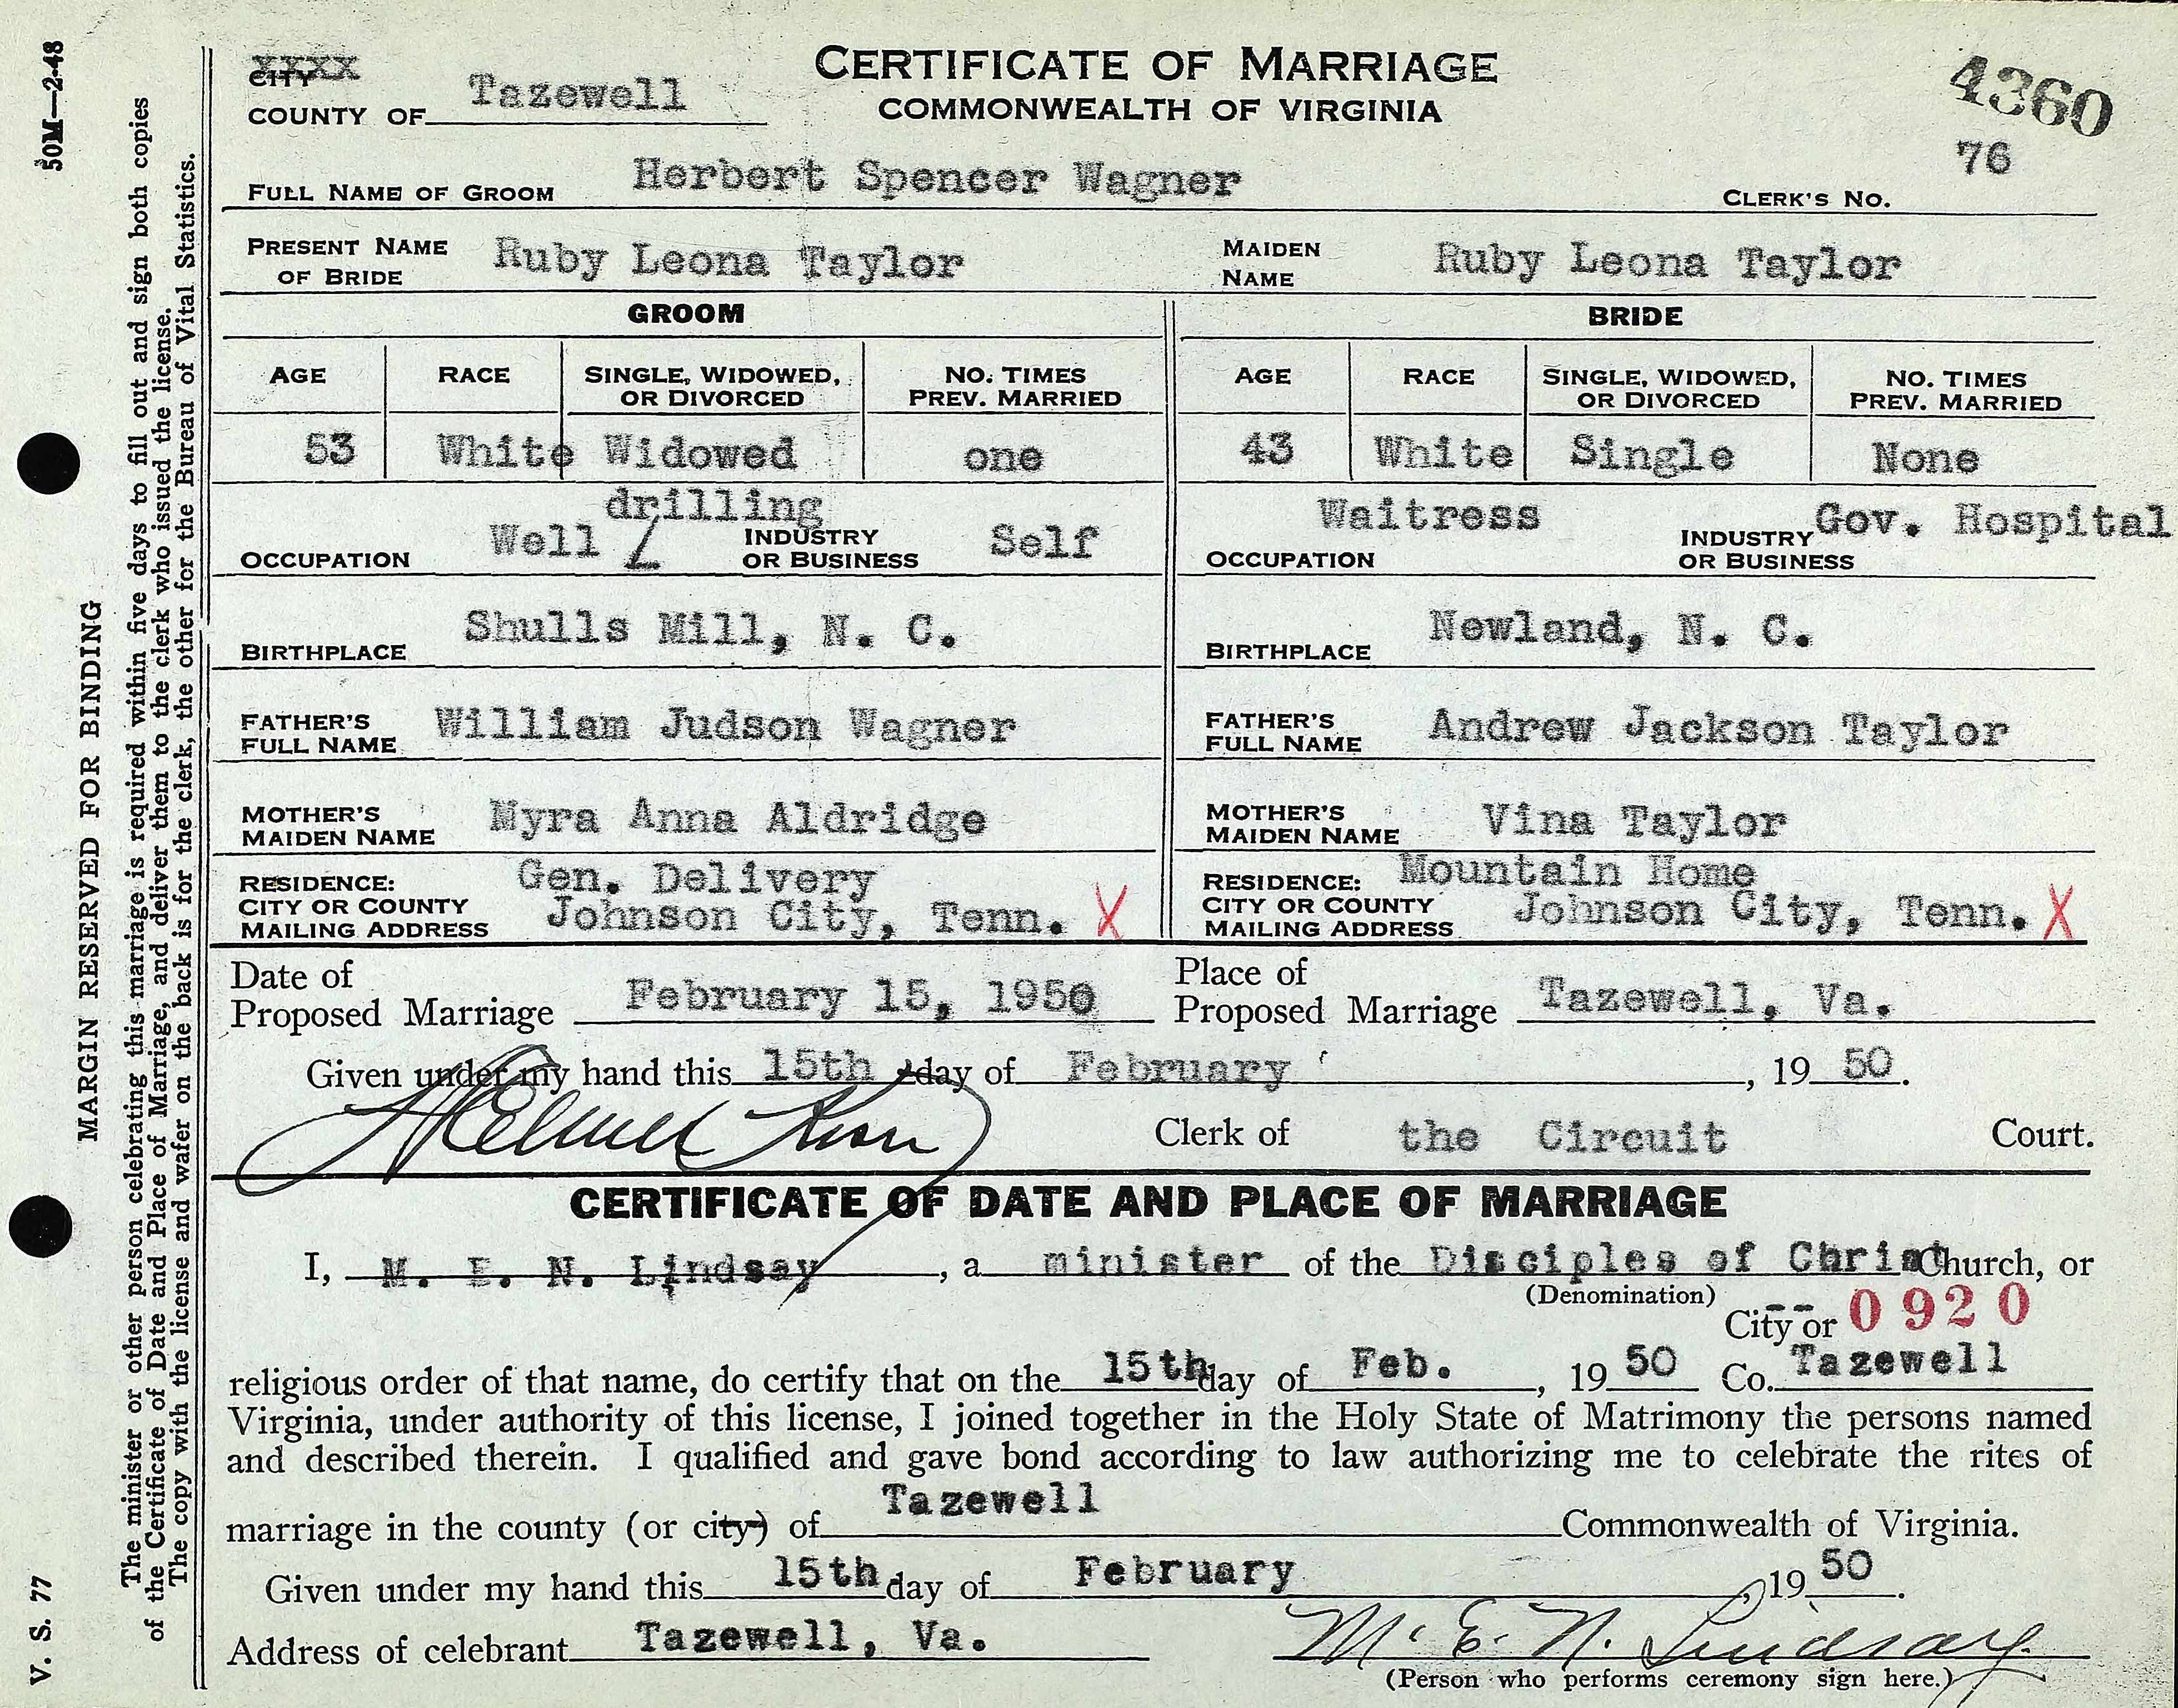 50M—2-48
MARGIN RESERVED FOR BINDING
V. S. 77
The minister or other person celebrating this marriage is required within five days to fill out and sign both copies
of the Certificate of Date and Place of Marriage, and deliver them to the clerk who issued the license.
The copy with the license and wafer on the back is for the clerk, the other for the Bureau of Vital Statistics.
CITY XXXX
COUNTY OF Tazewell
CERTIFICATE OF MARRIAGE
COMMONWEALTH OF VIRGINIA
4360
FULL NAME OF GROOM Herbert Spencer Wagner CLERK'S NO. 76
PRESENT NAME OF BRIDE Ruby Leona Taylor MAIDEN NAME Ruby Leona Taylor
GROOM
AGE RACE SINGLE, WIDOWED, OR DIVORCED NO. TIMES PREV. MARRIED
53 White Widowed one
OCCUPATION Well drilling INDUSTRY OR BUSINESS Self
BIRTHPLACE Shulls Mill, N. C.
FATHER'S FULL NAME William Judson Wagner
MOTHER'S MAIDEN NAME Myra Anna Aldridge
RESIDENCE: Gen. Delivery
CITY OR COUNTY
MAILING ADDRESS Johnson City, Tenn. X
BRIDE
AGE RACE SINGLE, WIDOWED, OR DIVORCED NO. TIMES PREV. MARRIED
43 White Single None
OCCUPATION Waitress INDUSTRY OR BUSINESS Gov. Hospital
BIRTHPLACE Newland, N. C.
FATHER'S FULL NAME Andrew Jackson Taylor
MOTHER'S MAIDEN NAME Vina Taylor
RESIDENCE: Mountain Home
CITY OR COUNTY
MAILING ADDRESS Johnson City, Tenn. X
Date of Proposed Marriage February 15, 1950 Place of Proposed Marriage Tazewell, Va.
Given under my hand this 15th day of February, 1950.
Clerk of the Circuit Court.
CERTIFICATE OF DATE AND PLACE OF MARRIAGE
I, M. E. N. Lindsay, a minister of the Disciples of Christ Church, or
(Denomination)
City or -- 0920
religious order of that name, do certify that on the 15th day of Feb., 1950 Co. Tazewell
Virginia, under authority of this license, I joined together in the Holy State of Matrimony the persons named
and described therein. I qualified and gave bond according to law authorizing me to celebrate the rites of
marriage in the county (or city) of Tazewell Commonwealth of Virginia.
Given under my hand this 15th day of February, 1950.
Address of celebrant Tazewell, Va. M. E. N. Lindsay
(Person who performs ceremony sign here.)